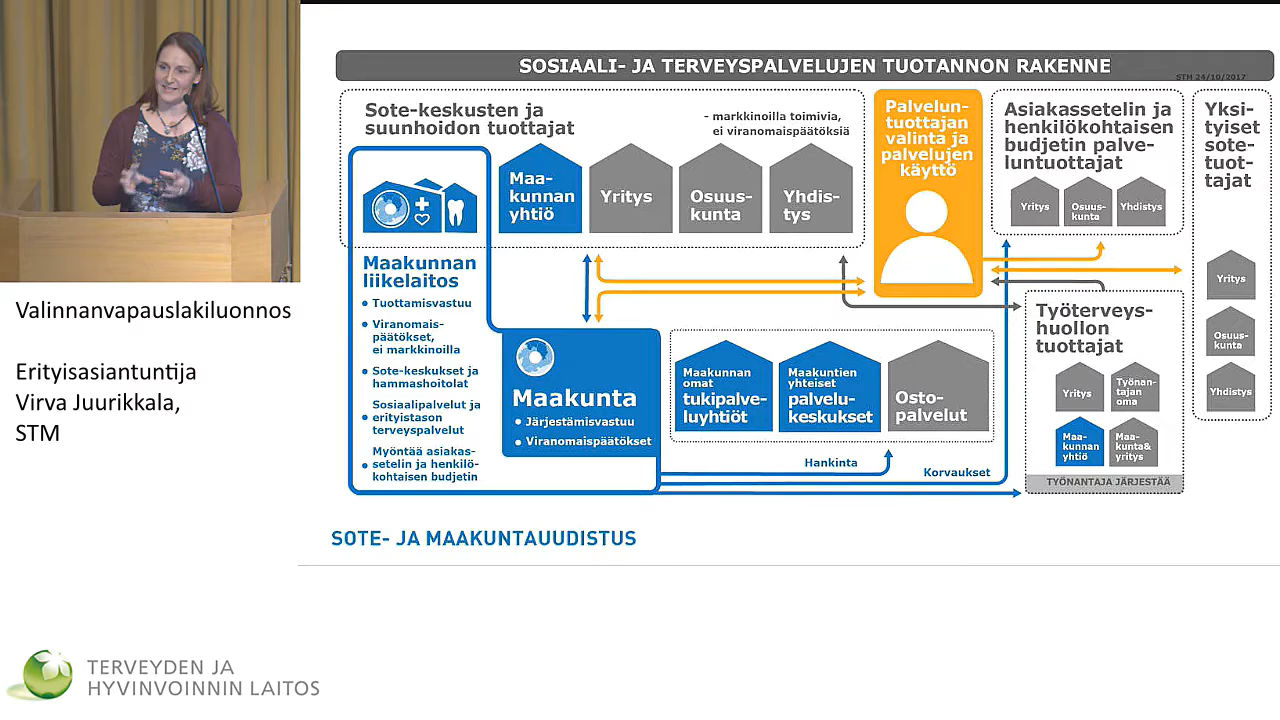 SOSIAALI- JA TERVEYSPALVELUJEN TUOTANNON RAKENNE
STM 24/10/2017
Sote-keskusten ja
suunhoidon tuottajat
- markkinoilla toimivia,
ei viranomaispäätöksiä
Maa-
kunnan
yhtiö
Yritys
Osuus-
kunta
Yhdis-
tys
Palvelun-
tuottajan
valinta ja
palvelujen
käyttö
Asiakassetelin ja
henkilökohtaisen
budjetin palve-
luntuottajat
Yritys
Osuus-
kunta
Yhdistys
Yksi-
tyiset
sote-
tuot-
tajat
Yritys
Osuus-
kunta
Yhdistys
Maakunnan
liikelaitos
• Tuottamisvastuu
• Viranomais-
päätökset,
ei markkinoilla
• Sote-keskukset ja
hammashoitolat
Sosiaalipalvelut ja
• erityistason
terveyspalvelut
Myöntää asiakas-
• setelin ja henkilö-
kohtaisen budjetin
Maakunta
• Järjestämisvastuu
• Viranomaispäätökset
Maakunnan
omat
tukipalve-
luyhtiöt
Maakuntien
yhteiset
palvelu-
keskukset
Osto-
palvelut
Hankinta
Korvaukset
Työterveys-
huollon
tuottajat
Yritys
Työnan-
tajan
oma
Maa-
kunnan
yhtiö
Maa-
kunta&
yritys
TYÖNANTAJA JÄRJESTÄÄ
SOTE- JA MAAKUNTAUUDISTUS
Valinnanvapauslakiluonnos
Erityisasiantuntija
Virva Juurikkala,
STM
TERVEYDEN JA
HYVINVOINNIN LAITOS